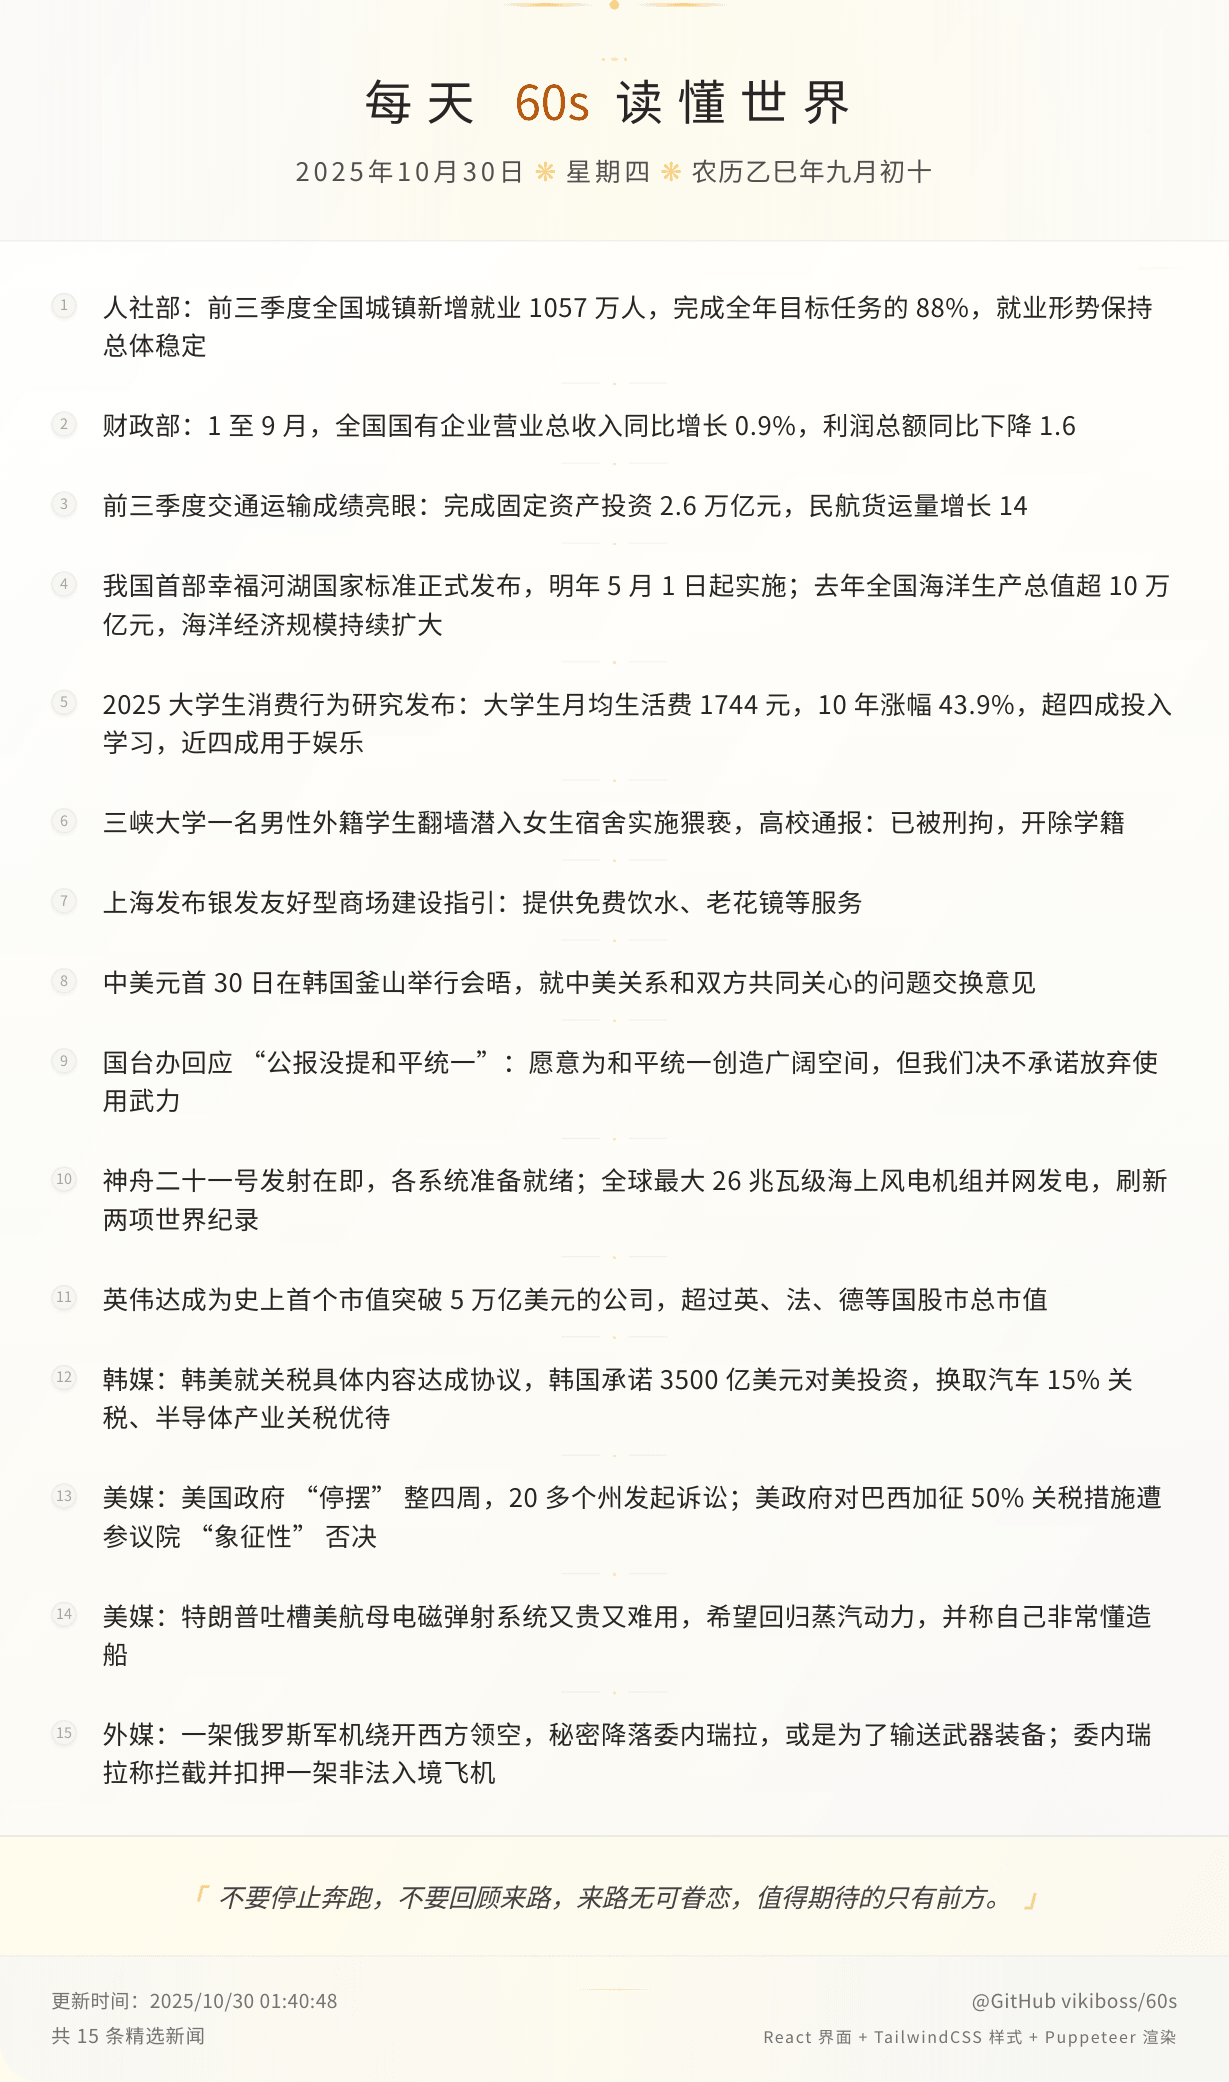 每天 60s 读懂世界
2025年10月30日 ❋ 星期四 ❋ 农历乙巳年九月初十
1 人社部：前三季度全国城镇新增就业 1057 万人，完成全年目标任务的 88%，就业形势保持
总体稳定
2 财政部：1 至 9 月，全国国有企业营业总收入同比增长 0.9%，利润总额同比下降 1.6
3 前三季度交通运输成绩亮眼：完成固定资产投资 2.6 万亿元，民航货运量增长 14
4 我国首部幸福河湖国家标准正式发布，明年 5 月 1 日起实施；去年全国海洋生产总值超 10 万
亿元，海洋经济规模持续扩大
5 2025 大学生消费行为研究发布：大学生月均生活费 1744 元，10 年涨幅 43.9%，超四成投入
学习，近四成用于娱乐
6 三峡大学一名男性外籍学生翻墙潜入女生宿舍实施猥亵，高校通报：已被刑拘，开除学籍
7 上海发布银发友好型商场建设指引：提供免费饮水、老花镜等服务
8 中美元首 30 日在韩国釜山举行会晤，就中美关系和双方共同关心的问题交换意见
9 国台办回应 “公报没提和平统一” ：愿意为和平统一创造广阔空间，但我们决不承诺放弃使
用武力
10 神舟二十一号发射在即，各系统准备就绪；全球最大 26 兆瓦级海上风电机组并网发电，刷新
两项世界纪录
11 英伟达成为史上首个市值突破 5 万亿美元的公司，超过英、法、德等国股市总市值
12 韩媒：韩美就关税具体内容达成协议，韩国承诺 3500 亿美元对美投资，换取汽车 15% 关
税、半导体产业关税优待
13 美媒：美国政府 “停摆” 整四周，20 多个州发起诉讼；美政府对巴西加征 50% 关税措施遭
参议院 “象征性” 否决
14 美媒：特朗普吐槽美航母电磁弹射系统又贵又难用，希望回归蒸汽动力，并称自己非常懂造
船
15 外媒：一架俄罗斯军机绕开西方领空，秘密降落委内瑞拉，或是为了输送武器装备；委内瑞
拉称拦截并扣押一架非法入境飞机
「 不要停止奔跑，不要回顾来路，来路无可眷恋，值得期待的只有前方。 」
更新时间：2025/10/30 01:40:48
@GitHub vikiboss/60s
共 15 条精选新闻
React 界面 + TailwindCSS 样式 + Puppeteer 渲染